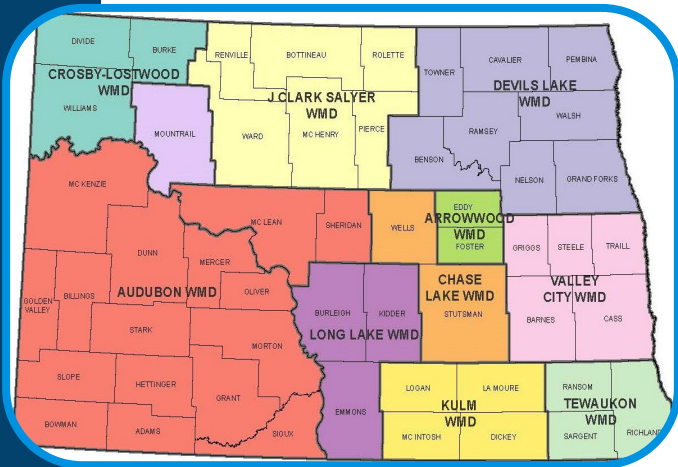 DIVIDE
BURKE
RENVILLE
BOTTINEAU
ROLETTE
TOWNER
CAVALIER
PEMBINA
CROSBY-LOSTWOOD
WMD
WILLIAMS
MOUNTRAIL
J.CLARK SALYER
WMD
WARD
MC HENRY
PIERCE
DEVILS LAKE
WMD
WALSH
RAMSEY
BENSON
NELSON
GRAND FORKS
MC KENZIE
MC LEAN
SHERIDAN
WELLS
EDDY
ARROWWOOD
WMD
FOSTER
GRIGGS
STEELE
TRAILL
DUNN
MERCER
OLIVER
GOLDEN
VALLEY
BILLINGS
AUDUBON WMD
STARK
MORTON
BURLEIGH
KIDDER
LONG LAKE WMD
CHASE
LAKE WMD
STUTSMAN
VALLEY
CITY WMD
BARNES
CASS
SLOPE
HETTINGER
GRANT
BOWMAN
ADAMS
SIOUX
EMMONS
LOGAN
LA MOURE
KULM
WMD
MC INTOSH
DICKEY
RANSOM
TEWAUKON
WMD
SARGENT
RICHLAND